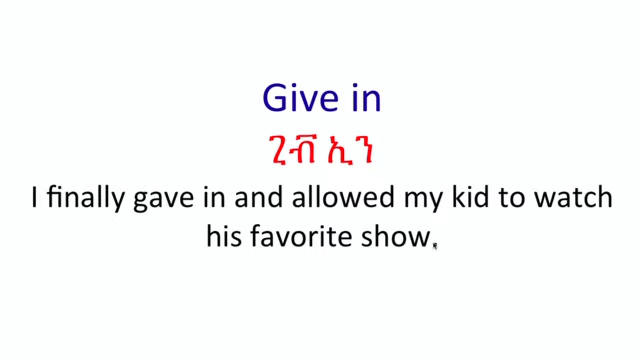 Give in
ጊቭ ኢን
I finally gave in and allowed my kid to watch
his favorite show.